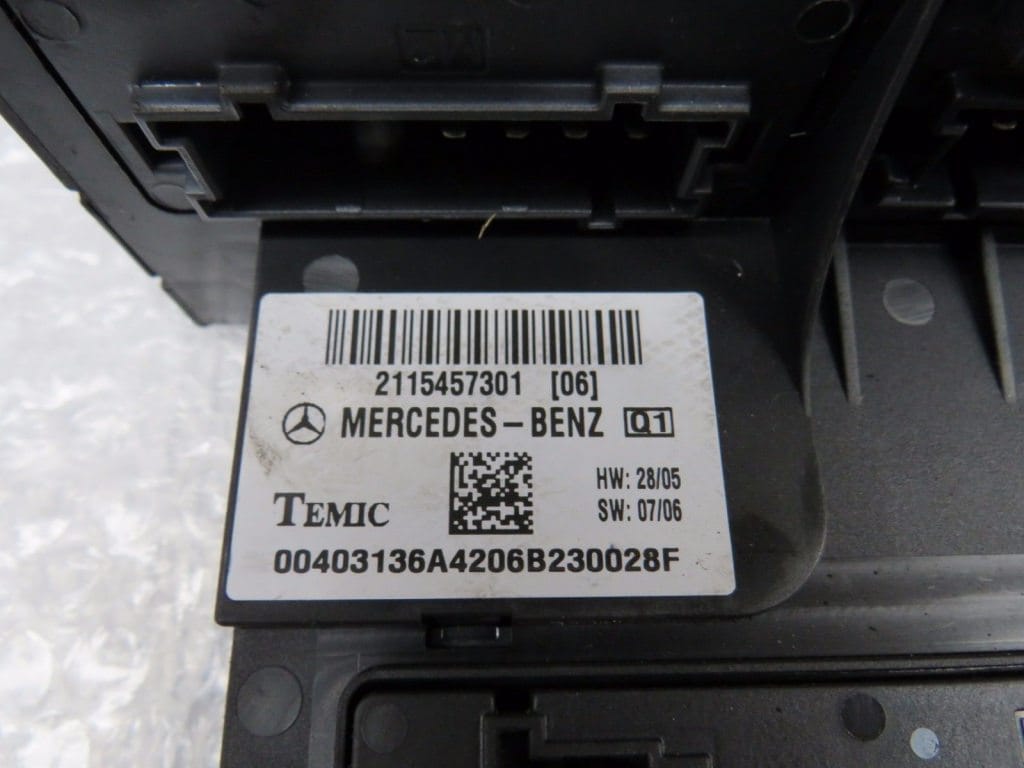 2115457301 [06]
MERCEDES-BENZ Q1
HW: 28/05
SW: 07/06
TEMIC
00403136A4206B230028F